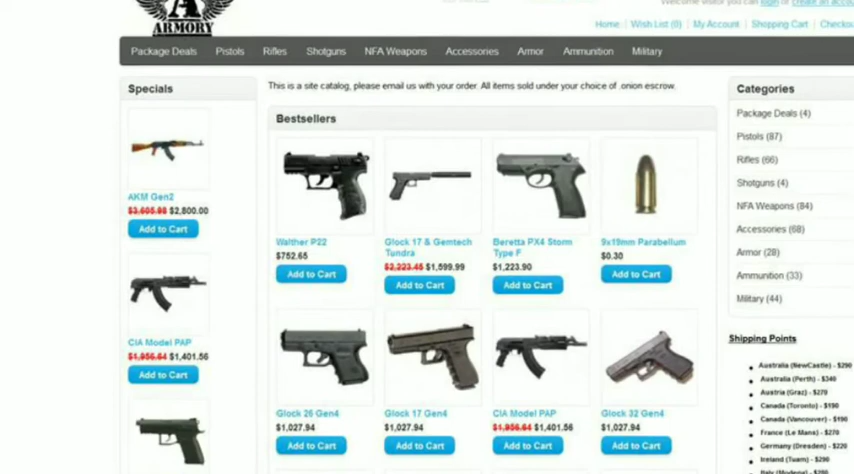 Welcome visitor you can login or create an
ARMORY
Home Wish List (0) My Account Shopping Cart
Package Deals Pistols Rifles Shotguns NFA Weapons Accessories Armor Ammunition Military
Specials
This is a site catalog, please email us with your order. All items sold under your choice of .onion escrow.
Categories
Bestsellers
Package Deals (4)
Pistols (87)
Rifles (66)
Shotguns (4)
NFA Weapons (84)
Accessories (68)
Armor (28)
Ammunition (33)
Military (44)
AKM Gen2
$3,605.98 $2,800.00
Add to Cart
Walther P22
$752.65
Add to Cart
Glock 17 & Gemtech
Tundra
$2,223.45 $1,599.99
Add to Cart
Beretta PX4 Storm
Type F
$1,223.90
Add to Cart
9x19mm Parabellum
$0.30
Add to Cart
CIA Model PAP
$1,956.64 $1,401.56
Add to Cart
Glock 26 Gen4
$1,027.94
Add to Cart
Glock 17 Gen4
$1,027.94
Add to Cart
CIA Model PAP
$1,956.64 $1,401.56
Add to Cart
Glock 32 Gen4
$1,027.94
Add to Cart
Shipping Points
Australia (NewCastle) - $290
Australia (Perth) - $340
Austria (Graz) - $270
Canada (Toronto) - $190
Canada (Vancouver) - $190
France (Le Mans) - $270
Germany (Dresden) - $220
Ireland (Tuam) - $290